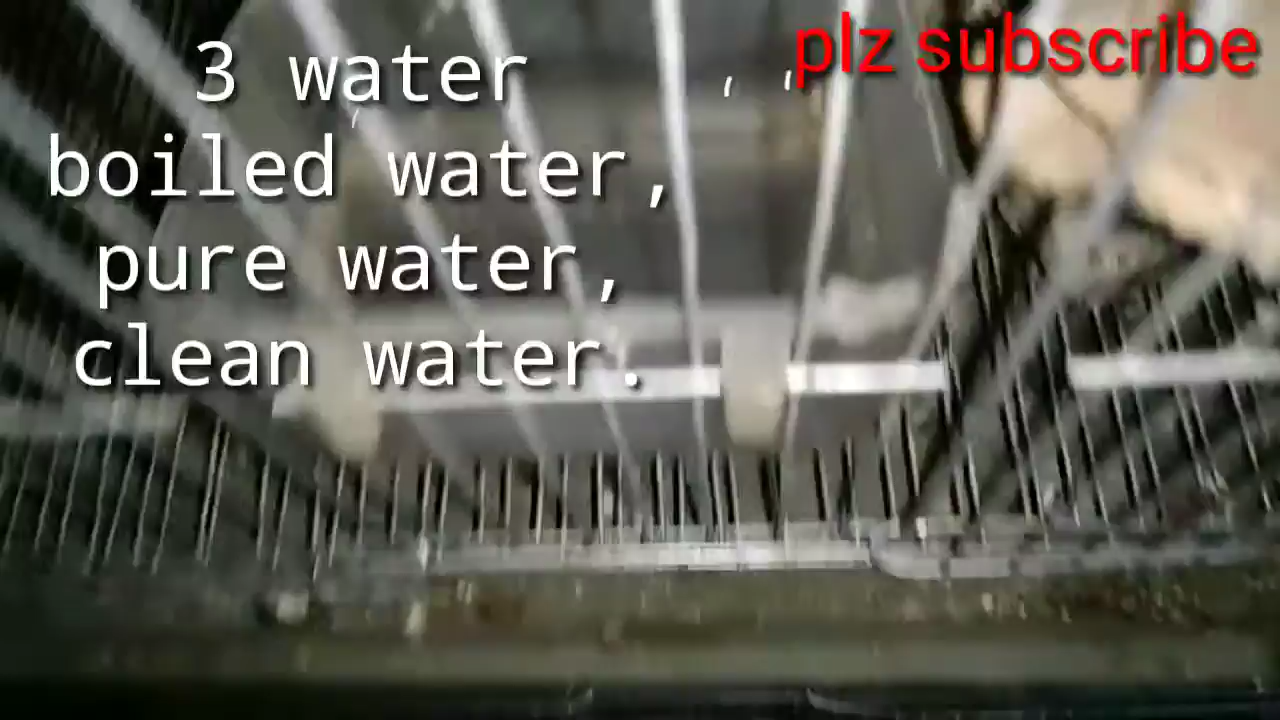 plz subscribe
3 water
boiled water,
pure water,
clean water.